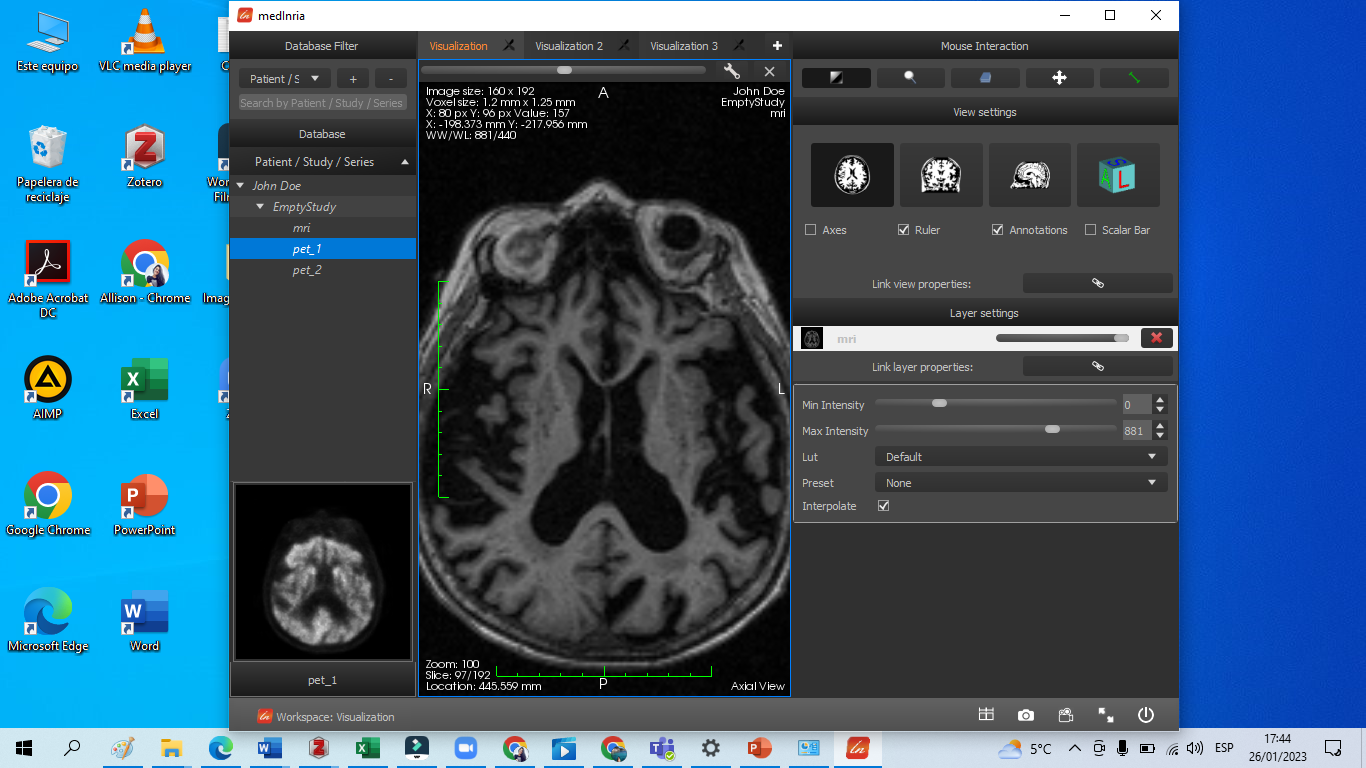 Este equipo
VLC media player
Papelera de
reciclaje
Zotero
Adobe Acrobat
DC
Allison - Chrome
AIMP
Excel
Google Chrome
PowerPoint
Microsoft Edge
Word
medInria
Database Filter
Patient / S
+
-
Search by Patient / Study / Series
Database
Patient / Study / Series
John Doe
EmptyStudy
mri
pet_1
pet_2
pet_1
Visualization
Visualization 2
Visualization 3
+
Image size: 160 x 192
Voxel size: 1.2 mm x 1.25 mm
X: 80 px Y: 96 px Value: 157
X: -198.373 mm Y: -217.956 mm
WW/WL: 881/440
A
John Doe
EmptyStudy
mri
R
L
Zoom: 100
Slice: 97/192
Location: 445.559 mm
P
Axial View
Mouse Interaction
View settings
S
A
L
Axes
Ruler
Annotations
Scalar Bar
Link view properties:
Layer settings
mri
Link layer properties:
Min Intensity
0
Max Intensity
881
Lut
Default
Preset
None
Interpolate
Workspace: Visualization
5°C
ESP
17:44
26/01/2023